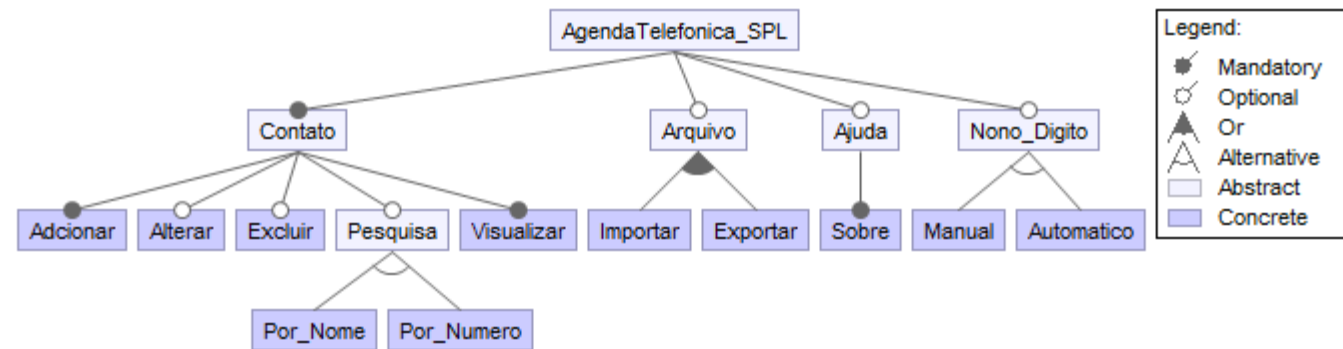 AgendaTelefonica_SPL
Legend:
Mandatory
Optional
Or
Alternative
Abstract
Concrete
Contato
Arquivo
Ajuda
Nono_Digito
Adcionar
Alterar
Excluir
Pesquisa
Visualizar
Importar
Exportar
Sobre
Manual
Automatico
Por_Nome
Por_Numero